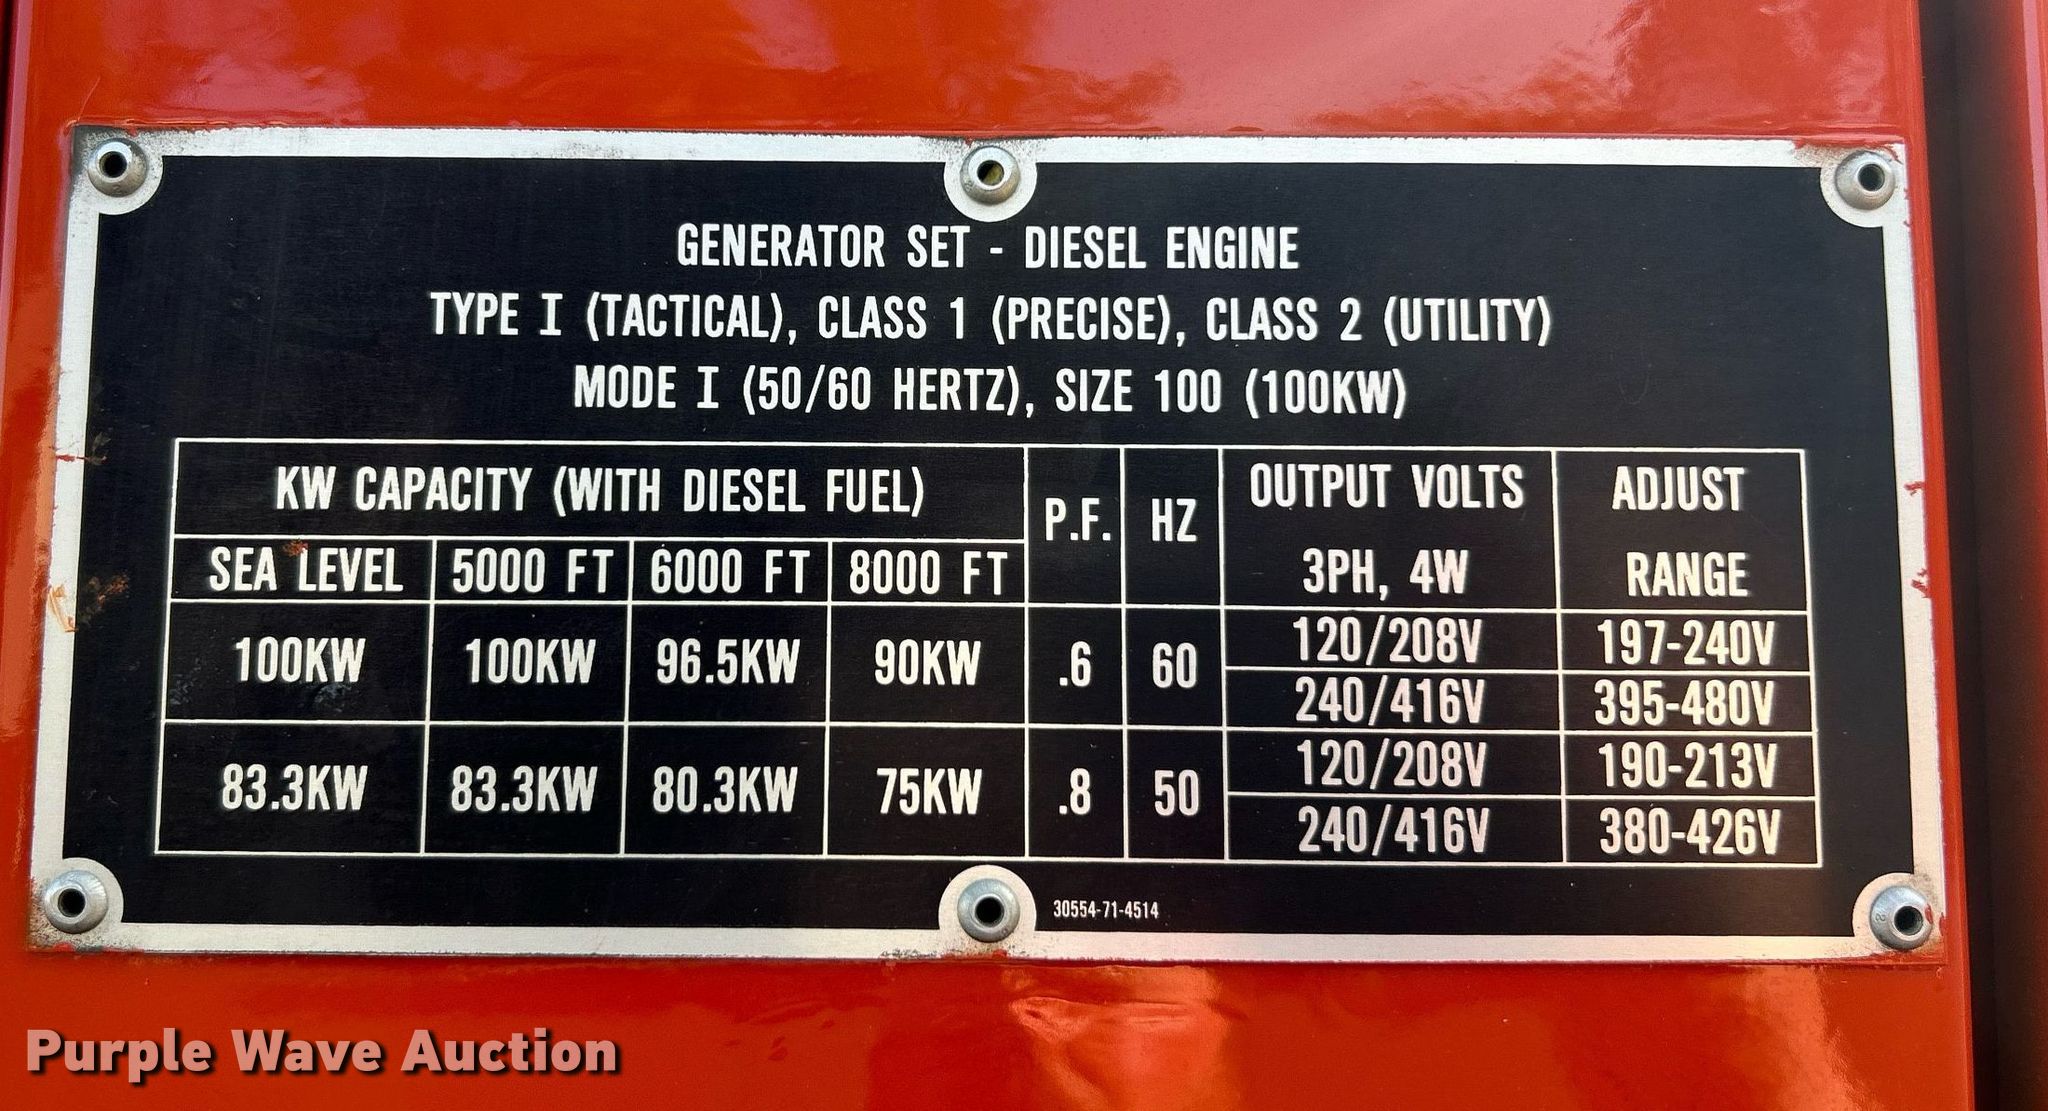 GENERATOR SET - DIESEL ENGINE
TYPE I (TACTICAL), CLASS 1 (PRECISE), CLASS 2 (UTILITY)
MODE I (50/60 HERTZ), SIZE 100 (100KW)
KW CAPACITY (WITH DIESEL FUEL) P.F. HZ OUTPUT VOLTS ADJUST
SEA LEVEL 5000 FT 6000 FT 8000 FT 3PH, 4W RANGE
100KW 100KW 96.5KW 90KW .6 60 120/208V 197-240V
240/416V 395-480V
83.3KW 83.3KW 80.3KW 75KW .8 50 120/208V 190-213V
240/416V 380-426V
30554-71-4514
Purple Wave Auction